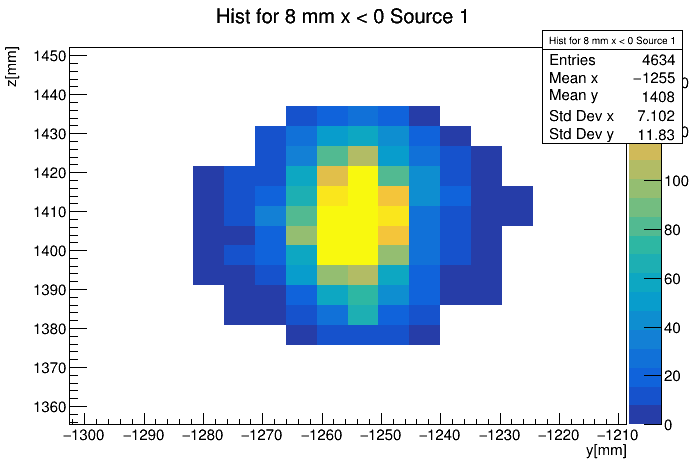 Hist for 8 mm x < 0 Source 1
Hist for 8 mm x < 0 Source 1
Entries 4634
Mean x −1255
Mean y 1408
Std Dev x 7.102
Std Dev y 11.83
z[mm]
1450
1440
1430
1420
1410
1400
1390
1380
1370
1360
−1300 −1290 −1280 −1270 −1260 −1250 −1240 −1230 −1220 −1210
y[mm]
100
80
60
40
20
0